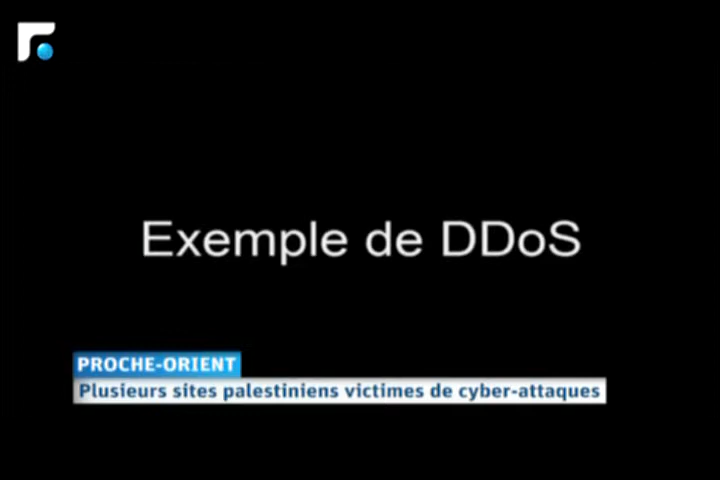 Exemple de DDoS
PROCHE-ORIENT
Plusieurs sites palestiniens victimes de cyber-attaques